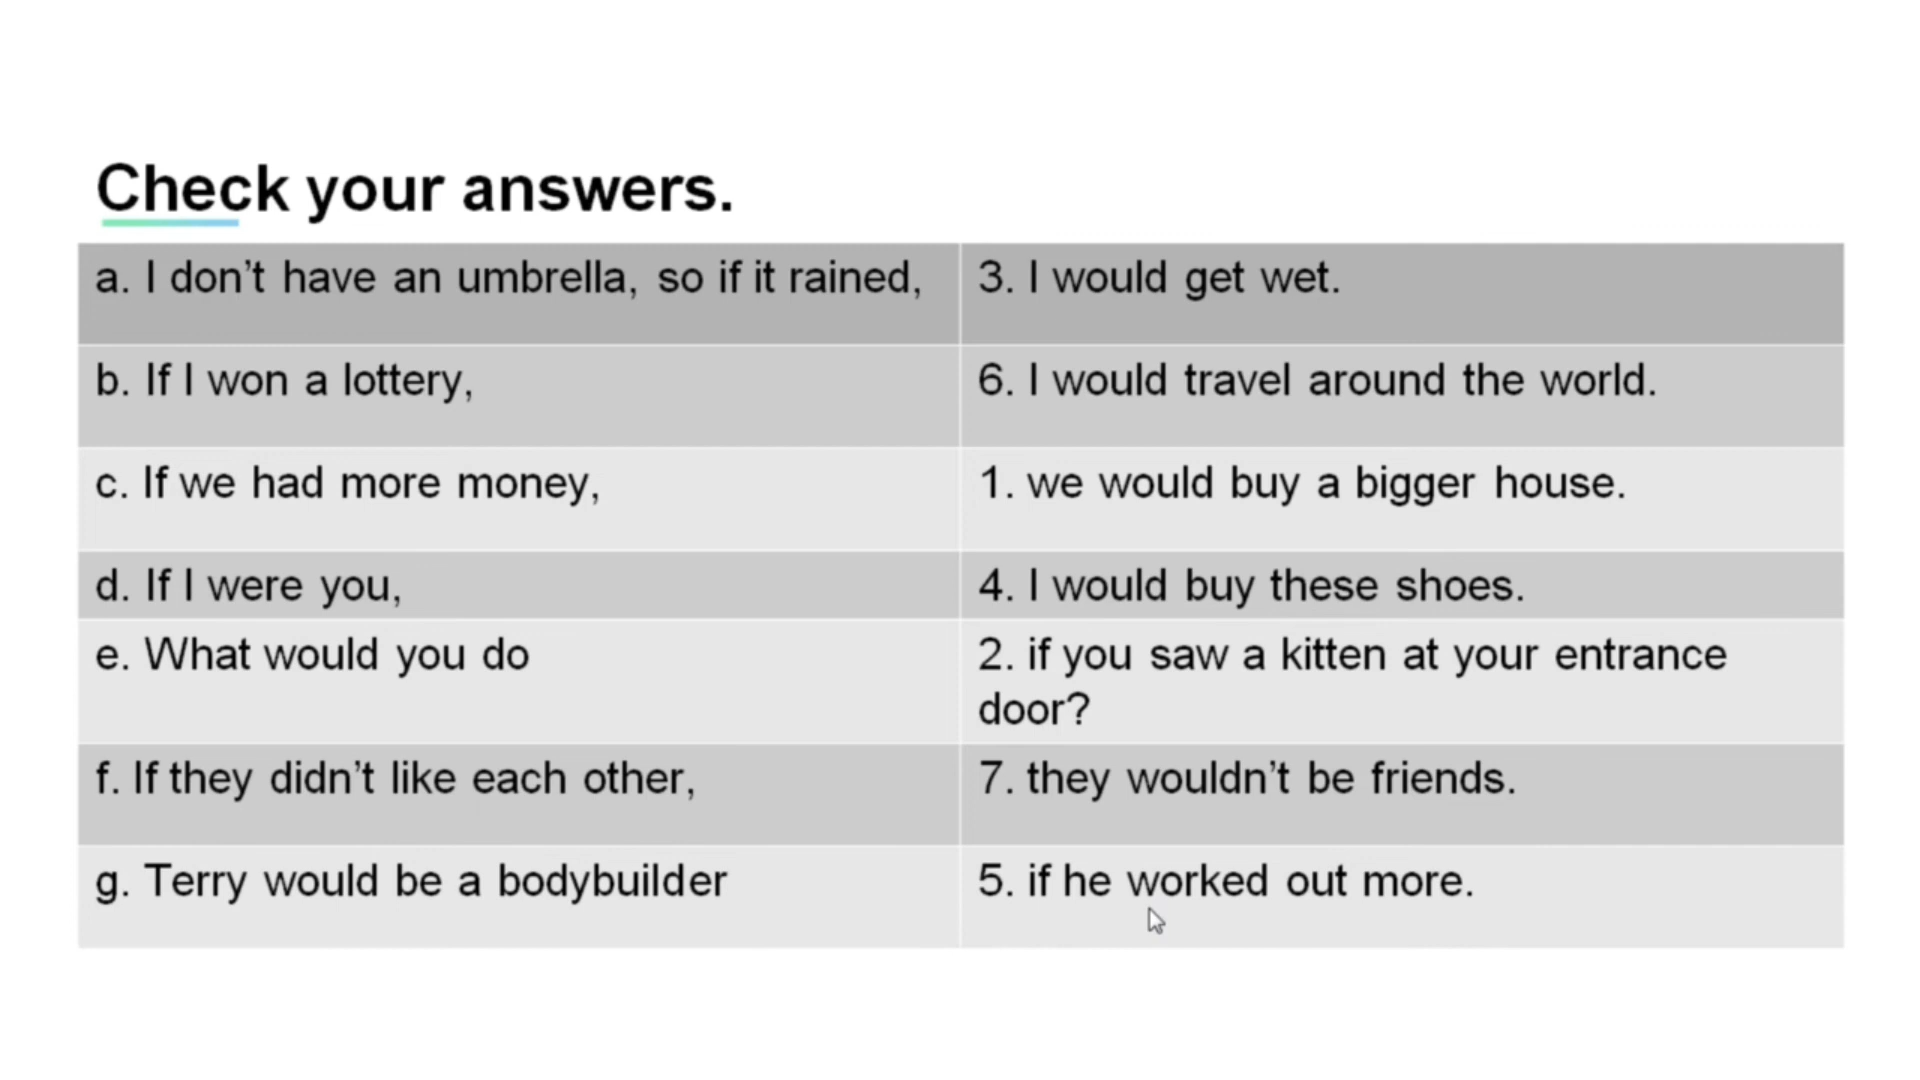 Check your answers.
a. I don’t have an umbrella, so if it rained,
3. I would get wet.
b. If I won a lottery,
6. I would travel around the world.
c. If we had more money,
1. we would buy a bigger house.
d. If I were you,
4. I would buy these shoes.
e. What would you do
2. if you saw a kitten at your entrance
door?
f. If they didn’t like each other,
7. they wouldn’t be friends.
g. Terry would be a bodybuilder
5. if he worked out more.